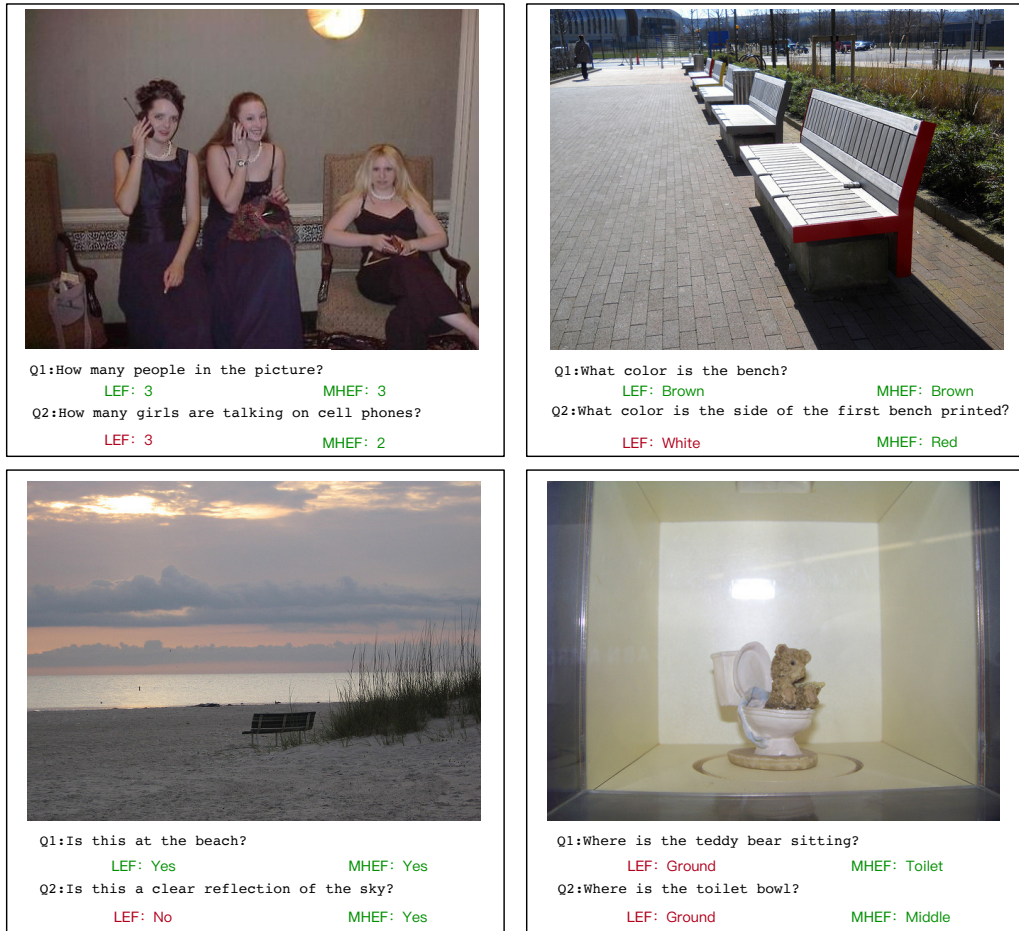 Q1:How many people in the picture?
LEF: 3 MHEF: 3
Q2:How many girls are talking on cell phones?
LEF: 3 MHEF: 2
Q1:What color is the bench?
LEF: Brown MHEF: Brown
Q2:What color is the side of the first bench printed?
LEF: White MHEF: Red
Q1:Is this at the beach?
LEF: Yes MHEF: Yes
Q2:Is this a clear reflection of the sky?
LEF: No MHEF: Yes
Q1:Where is the teddy bear sitting?
LEF: Ground MHEF: Toilet
Q2:Where is the toilet bowl?
LEF: Ground MHEF: Middle